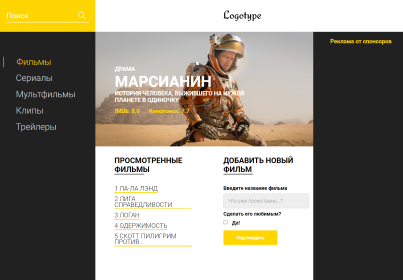 Поиск
Logotype
Реклама от спонсоров
Фильмы
Сериалы
Мультфильмы
Клипы
Трейлеры
ДРАМА
МАРСИАНИН
ИСТОРИЯ ЧЕЛОВЕКА, ВЫЖИВШЕГО НА ЧУЖОЙ
ПЛАНЕТЕ В ОДИНОЧКУ
IMDb: 8.0 Кинопоиск: 7.7
ПРОСМОТРЕННЫЕ
ФИЛЬМЫ
1 ЛА-ЛА ЛЭНД
2 ЛИГА
СПРАВЕДЛИВОСТИ
3 ЛОГАН
4 ОДЕРЖИМОСТЬ
5 СКОТТ ПИЛИГРИМ
ПРОТИВ...
ДОБАВИТЬ НОВЫЙ
ФИЛЬМ
Введите название фильма
Что уже посмотрено...?
Сделать его любимым?
Да!
Подтвердить